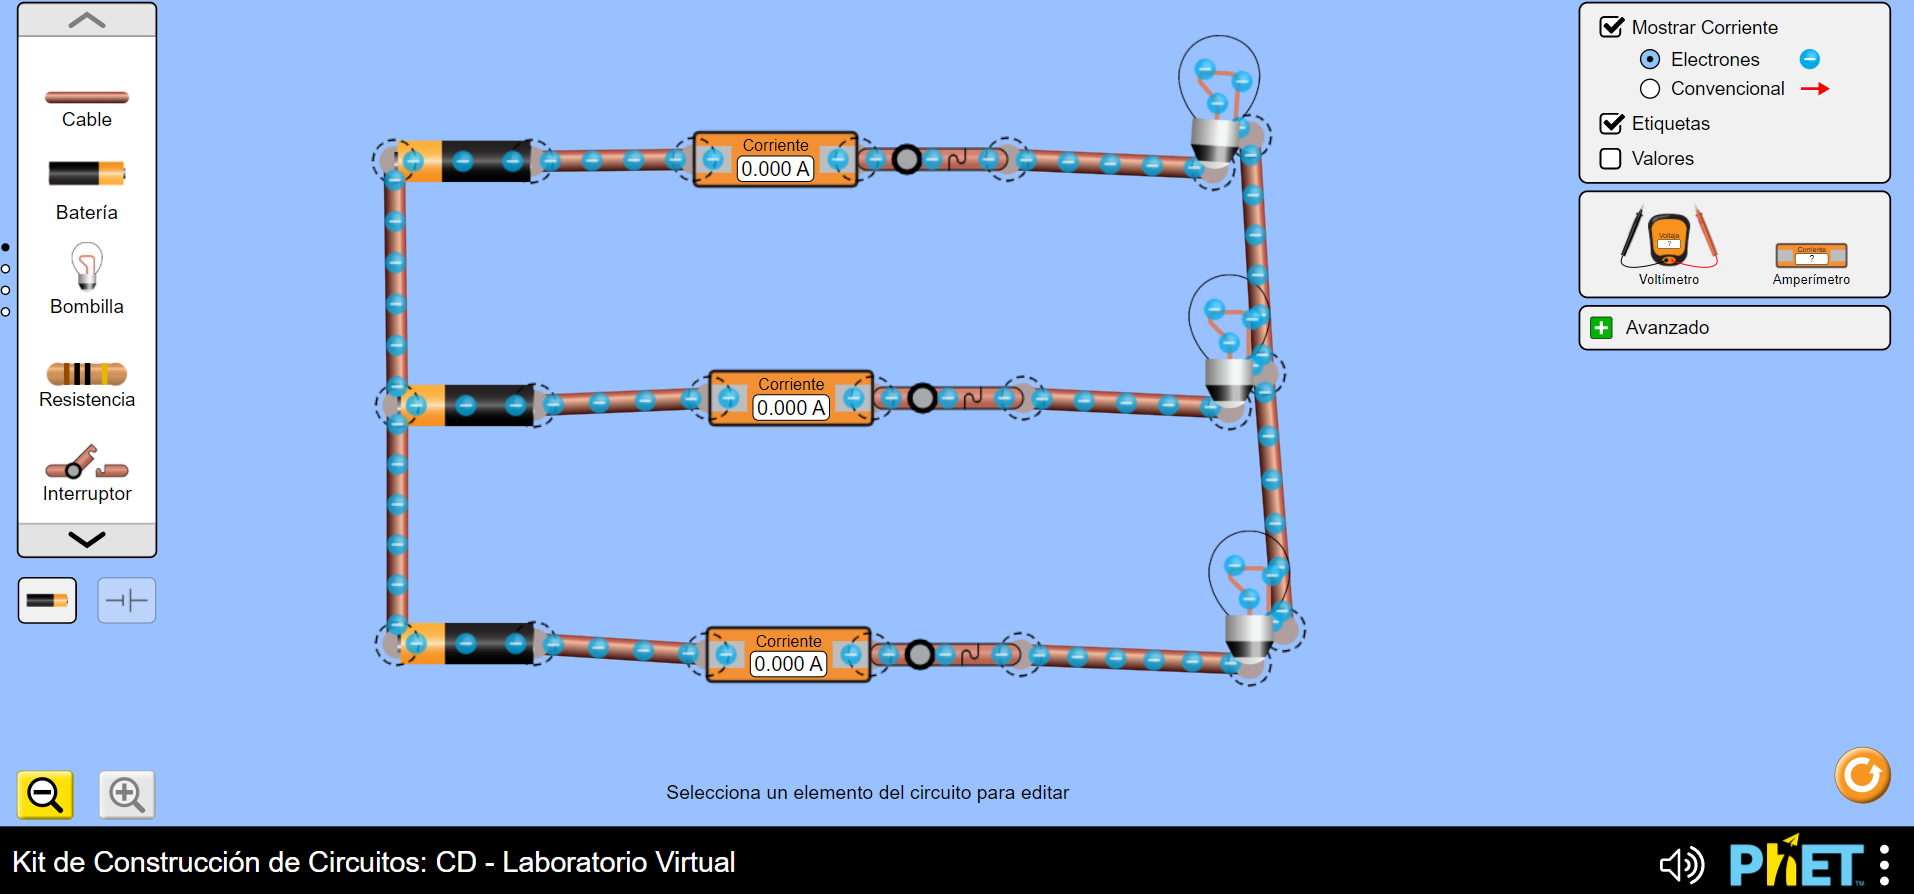 Cable
Batería
Bombilla
Resistencia
Interruptor
Corriente
0.000 A
Corriente
0.000 A
Corriente
0.000 A
Mostrar Corriente
Electrones
Convencional
Etiquetas
Valores
Voltaje
?
Voltímetro
Corriente
?
Amperímetro
Avanzado
Selecciona un elemento del circuito para editar
Kit de Construcción de Circuitos: CD - Laboratorio Virtual
PhET